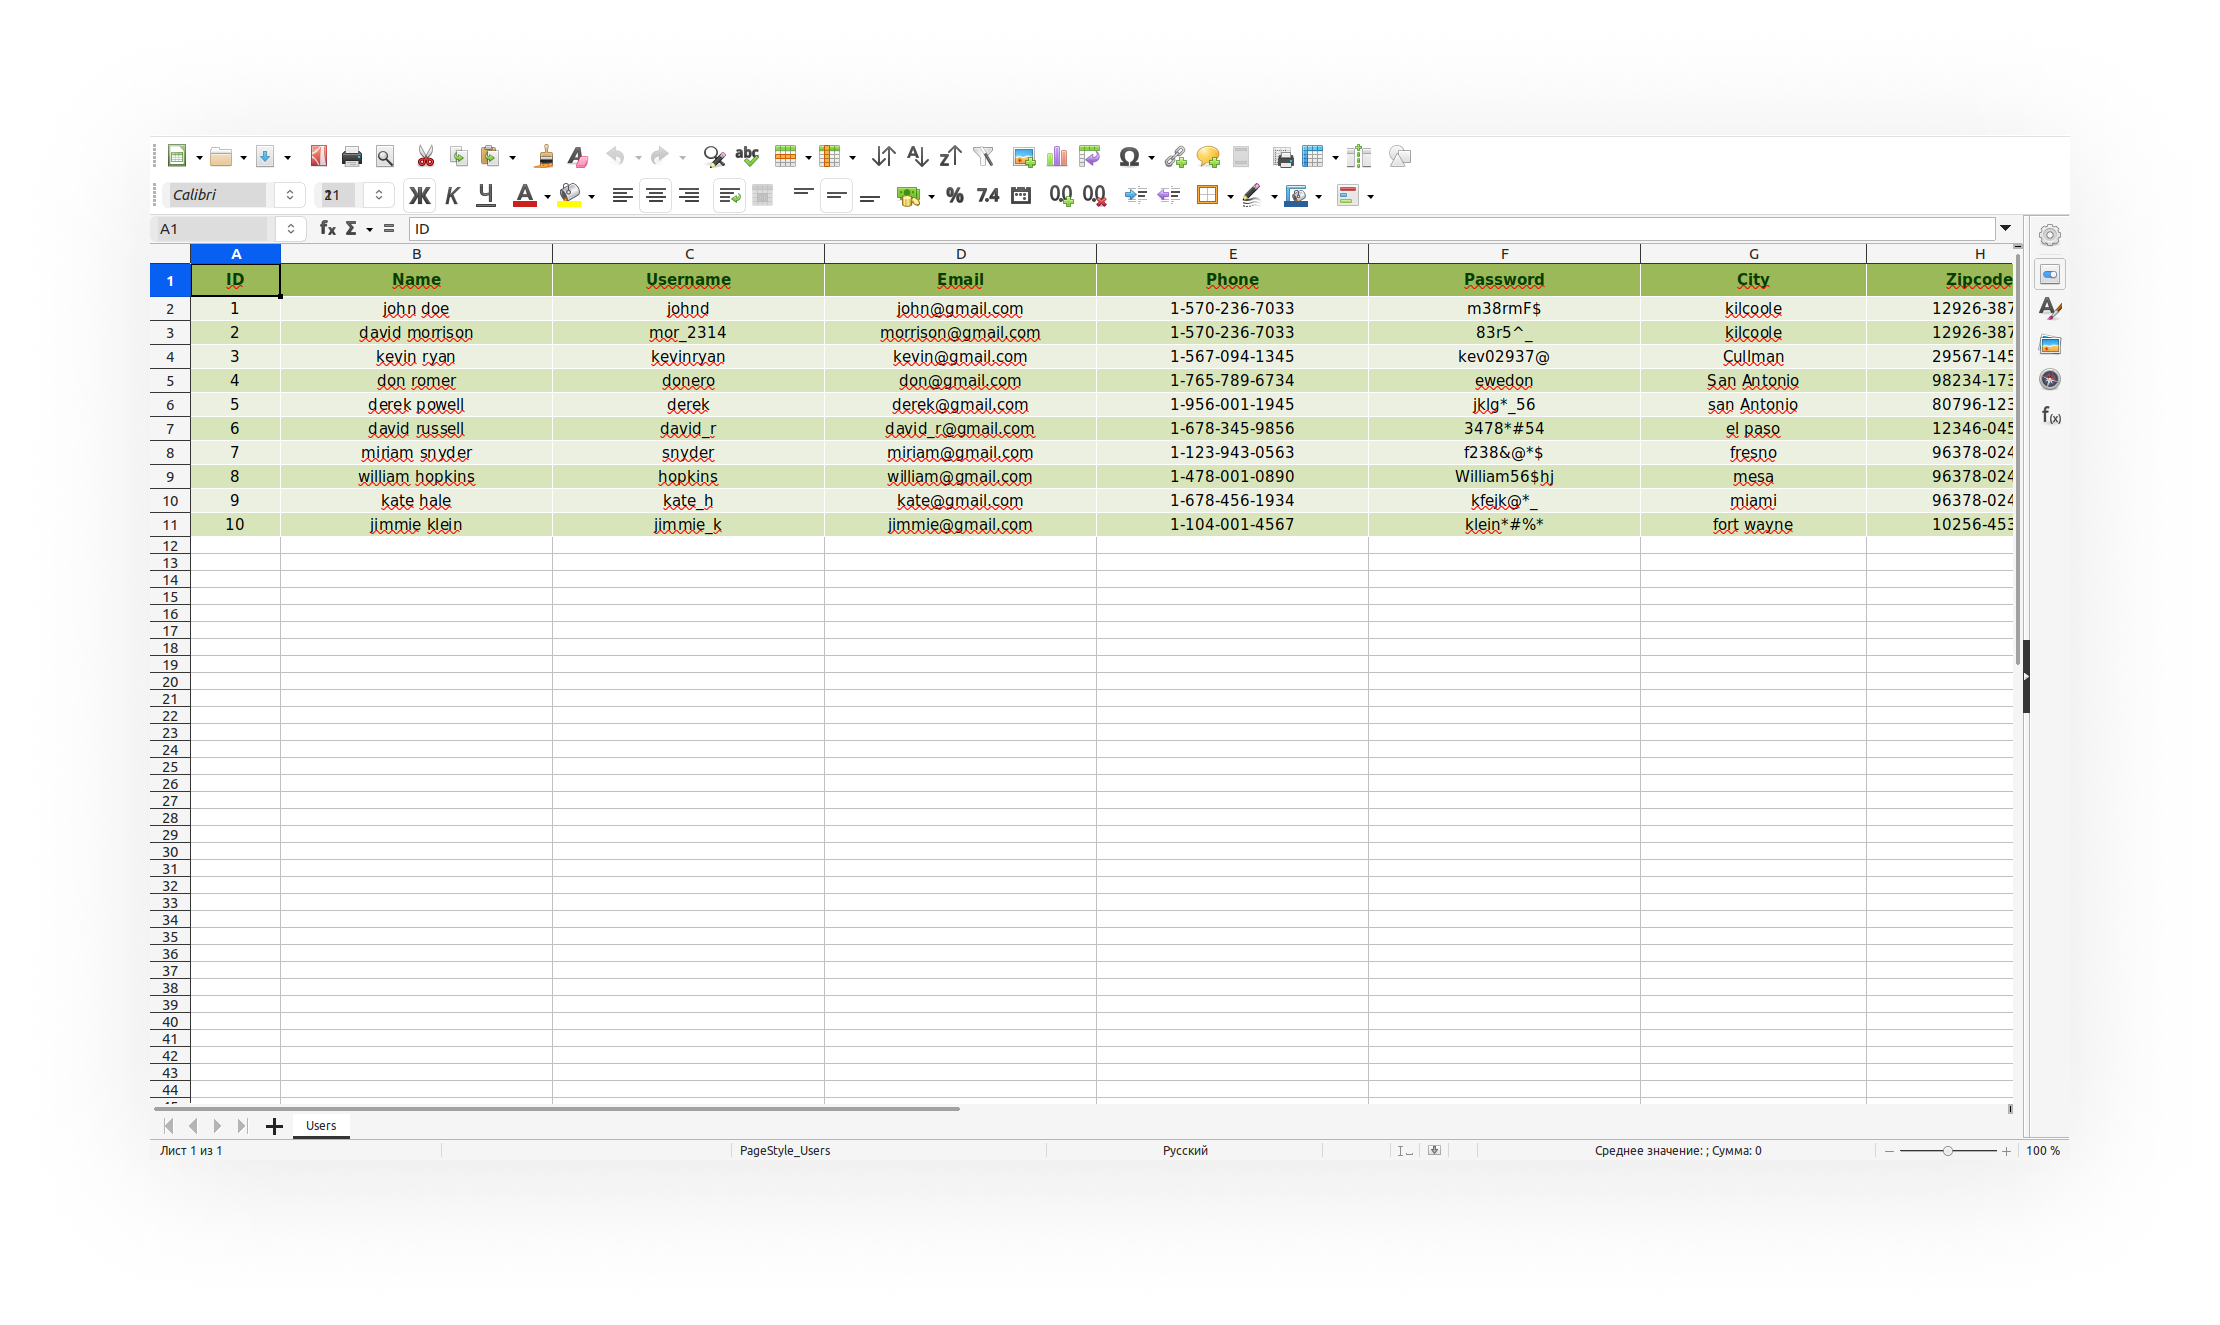 Calibri 21 Ж К Ч A % 7.4 0.0 0.0
A1 fx Σ = ID
A B C D E F G H
1 ID Name Username Email Phone Password City Zipcode
2 1 john doe johnd john@gmail.com 1-570-236-7033 m38rmF$ kilcoole 12926-387
3 2 david morrison mor_2314 morrison@gmail.com 1-570-236-7033 83r5^_ kilcoole 12926-387
4 3 kevin ryan kevinryan kevin@gmail.com 1-567-094-1345 kev02937@ Cullman 29567-145
5 4 don romer donero don@gmail.com 1-765-789-6734 ewedon San Antonio 98234-173
6 5 derek powell derek derek@gmail.com 1-956-001-1945 jklg*_56 san Antonio 80796-123
7 6 david russell david_r david_r@gmail.com 1-678-345-9856 3478*#54 el paso 12346-045
8 7 miriam snyder snyder miriam@gmail.com 1-123-943-0563 f238&@*$ fresno 96378-024
9 8 william hopkins hopkins william@gmail.com 1-478-001-0890 William56$hj mesa 96378-024
10 9 kate hale kate_h kate@gmail.com 1-678-456-1934 kfejk@*_ miami 96378-024
11 10 jimmie klein jimmie_k jimmie@gmail.com 1-104-001-4567 klein*#%* fort wayne 10256-453
12
13
14
15
16
17
18
19
20
21
22
23
24
25
26
27
28
29
30
31
32
33
34
35
36
37
38
39
40
41
42
43
44
Users
Лист 1 из 1 PageStyle_Users Русский Среднее значение: ; Сумма: 0 100 %